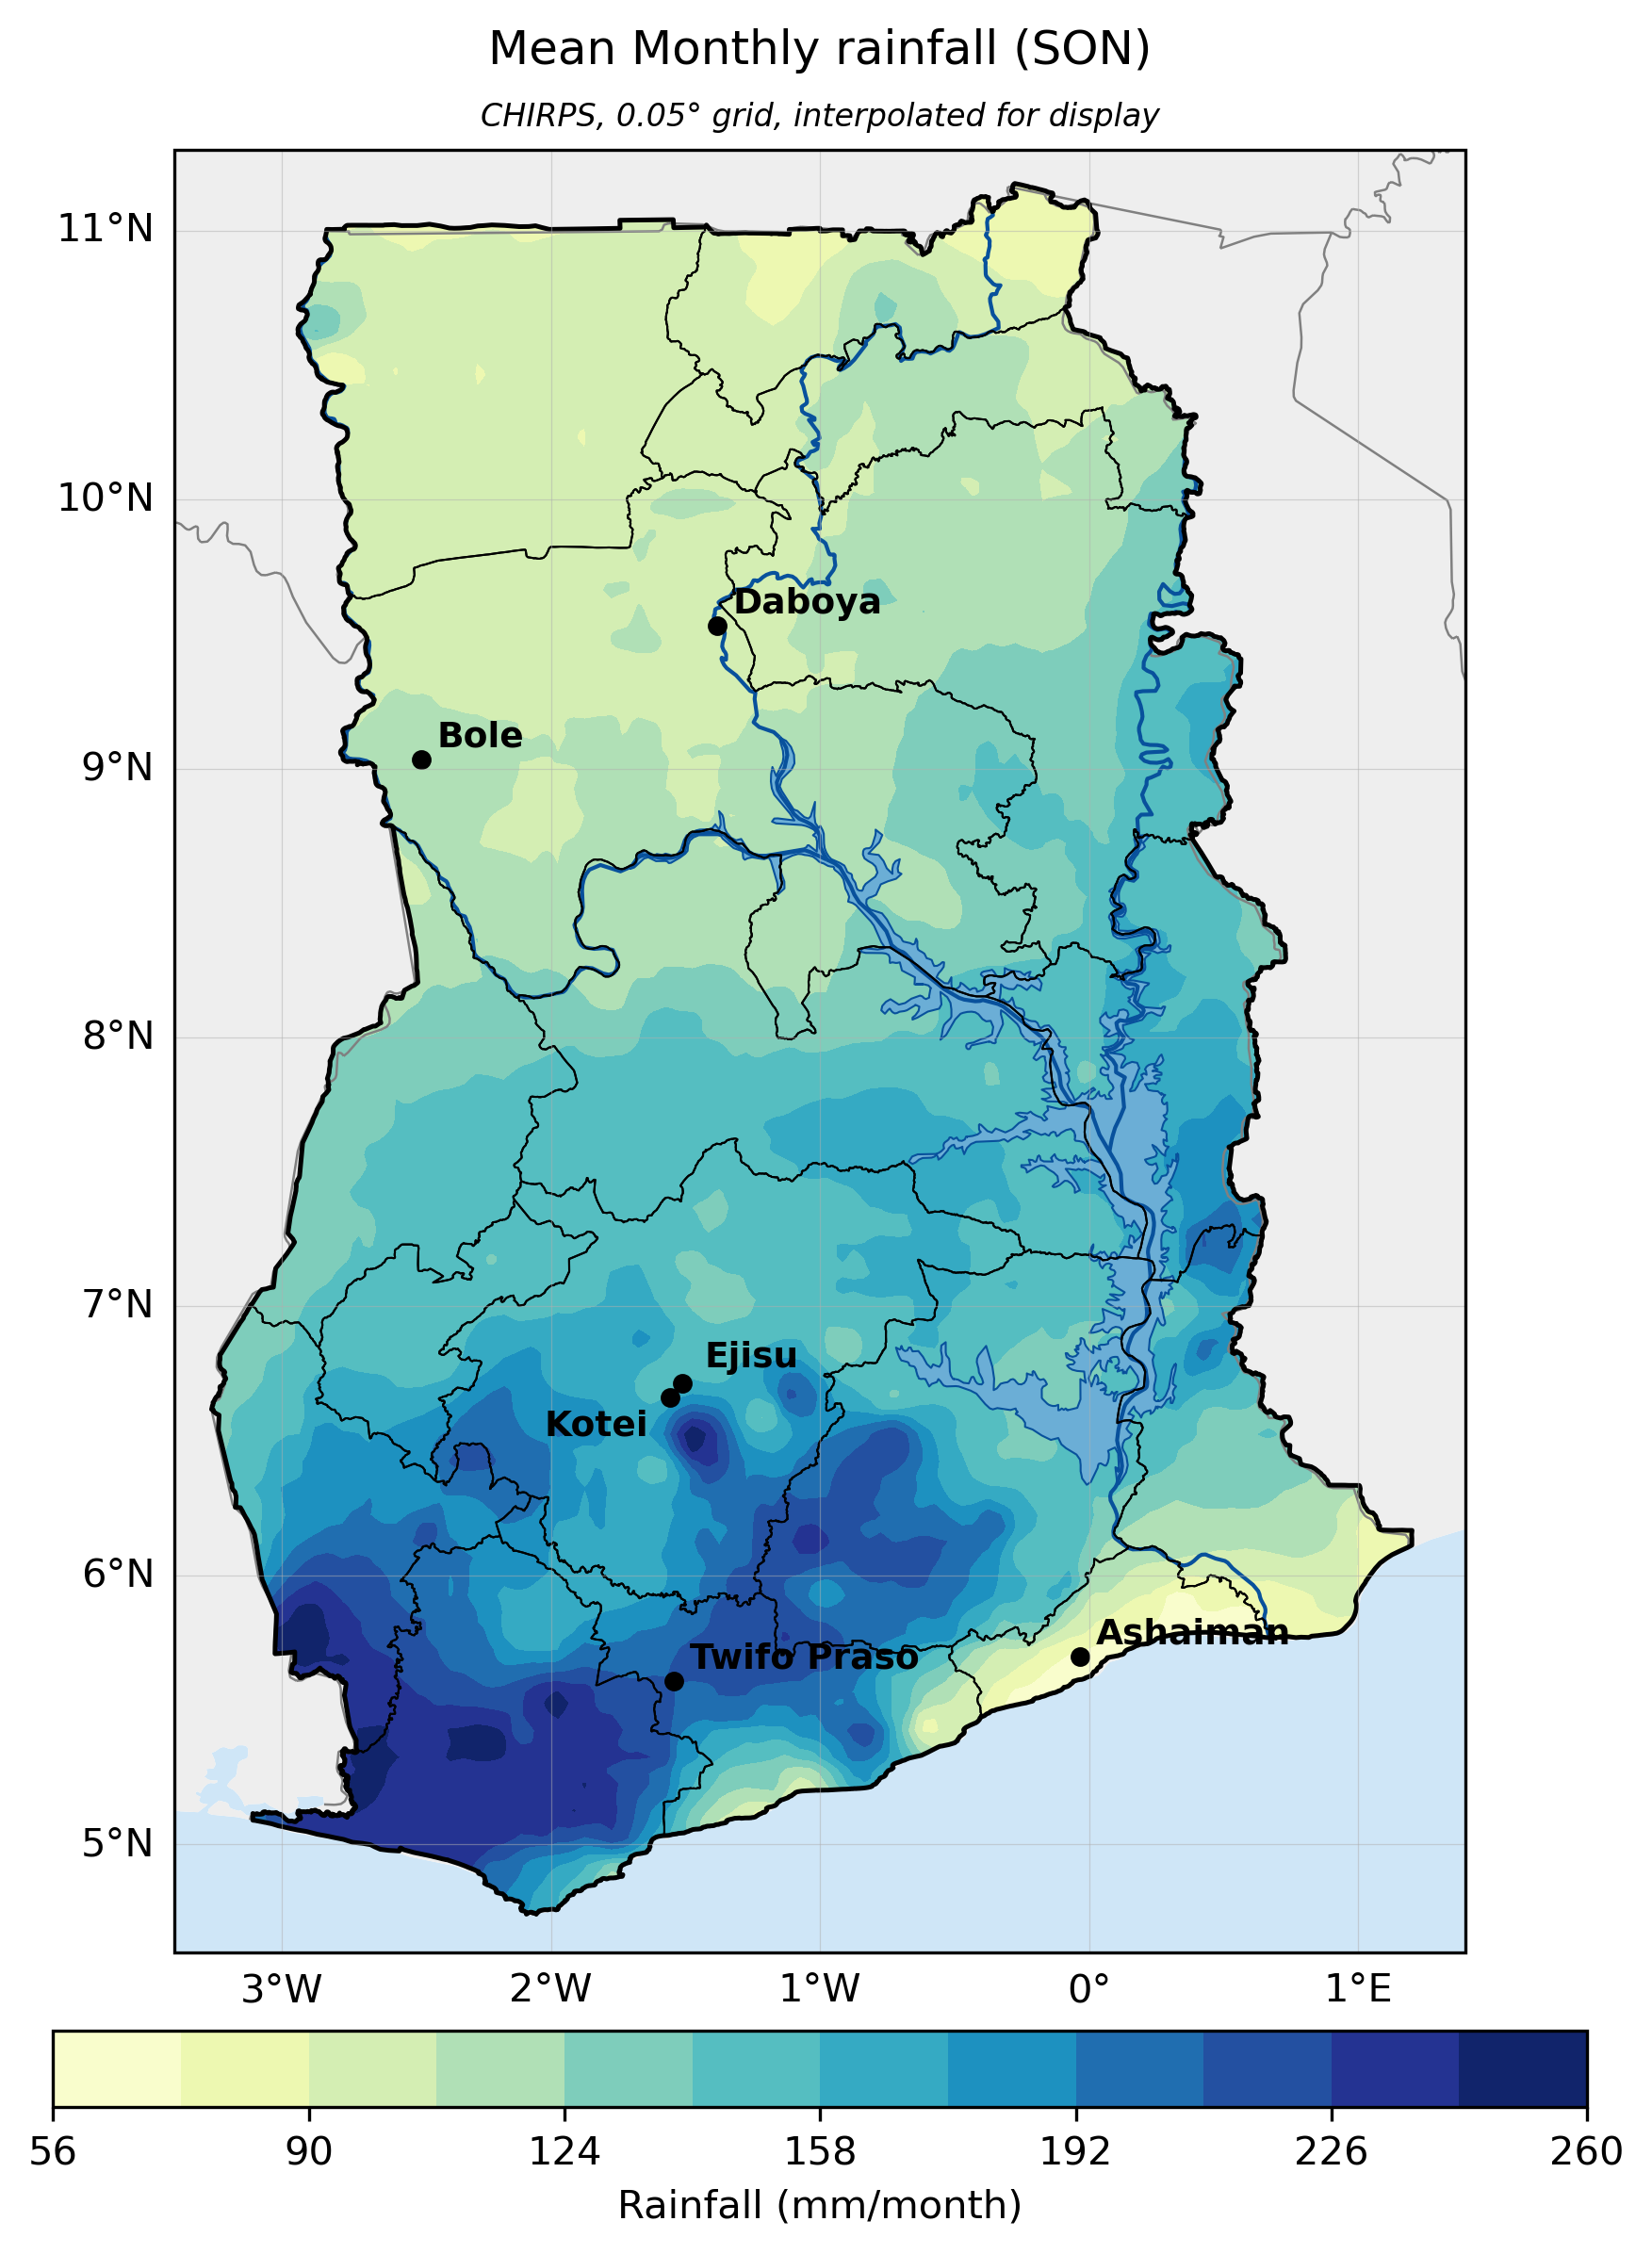 Mean Monthly rainfall (SON)
CHIRPS, 0.05° grid, interpolated for display
11°N
10°N
Daboya
Bole
9°N
8°N
7°N
Ejisu
Kotei
6°N
Ashaiman
Twifo Praso
5°N
3°W 2°W 1°W 0° 1°E
56 90 124 158 192 226 260
Rainfall (mm/month)